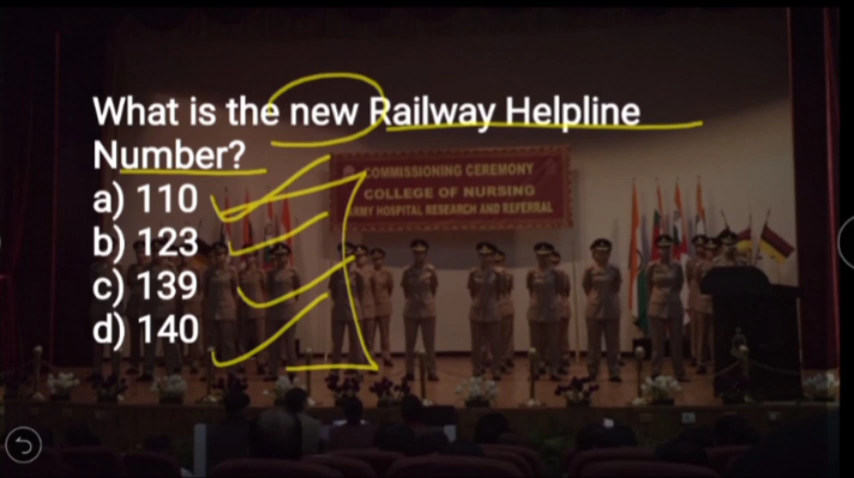 What is the new Railway Helpline
Number?
a) 110
b) 123
c) 139
d) 140
COMMISSIONING CEREMONY
COLLEGE OF NURSING
ARMY HOSPITAL RESEARCH AND REFERRAL